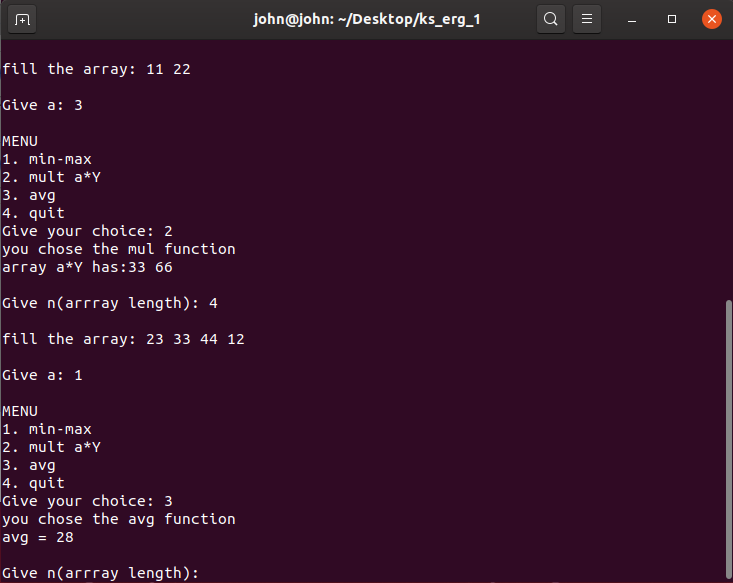 john@john: ~/Desktop/ks_erg_1
fill the array: 11 22
Give a: 3
MENU
1. min-max
2. mult a*Y
3. avg
4. quit
Give your choice: 2
you chose the mul function
array a*Y has:33 66
Give n(arrray length): 4
fill the array: 23 33 44 12
Give a: 1
MENU
1. min-max
2. mult a*Y
3. avg
4. quit
Give your choice: 3
you chose the avg function
avg = 28
Give n(arrray length):